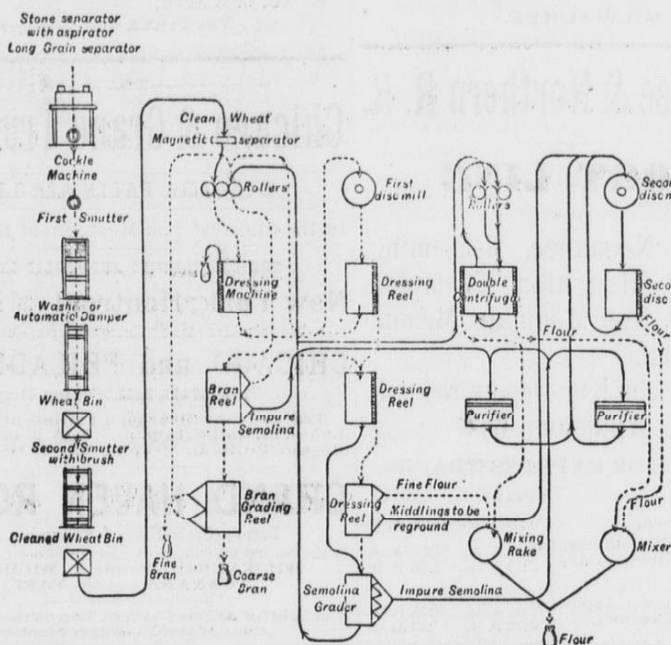 Stone separator
with aspirator
Long Grain separator
Cockle
Machine
First Smutter
Washer or
Automatic Damper
Wheat Bin
Second Smutter
with brush
Cleaned Wheat Bin
Clean Wheat
Magnetic separator
Rollers
Dressing
Machine
Bran
Reel
Impure
Semolina
Bran
Grading
Reel
Fine
Bran
Coarse
Bran
First
disc mill
Dressing
Reel
Dressing
Reel
Dressing
Reel
Fine Flour
Middlings to be
reground
Semolina
Grader
Impure Semolina
Rollers
Double
Centrifugal
Flour
Purifier
Purifier
Mixing
Rake
Mixer
Flour
Flour
Flour